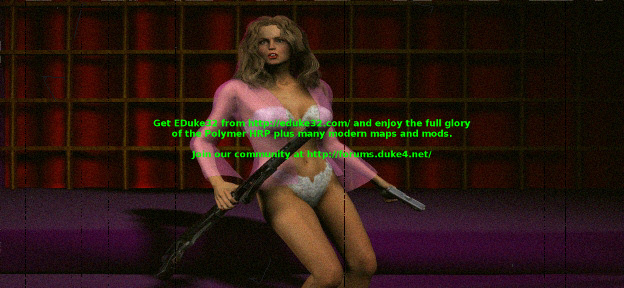 Get EDuke32 from http://eduke32.com/ and enjoy the full glory
of the Polymer HRP plus many modern maps and mods.
Join our community at http://forums.duke4.net/